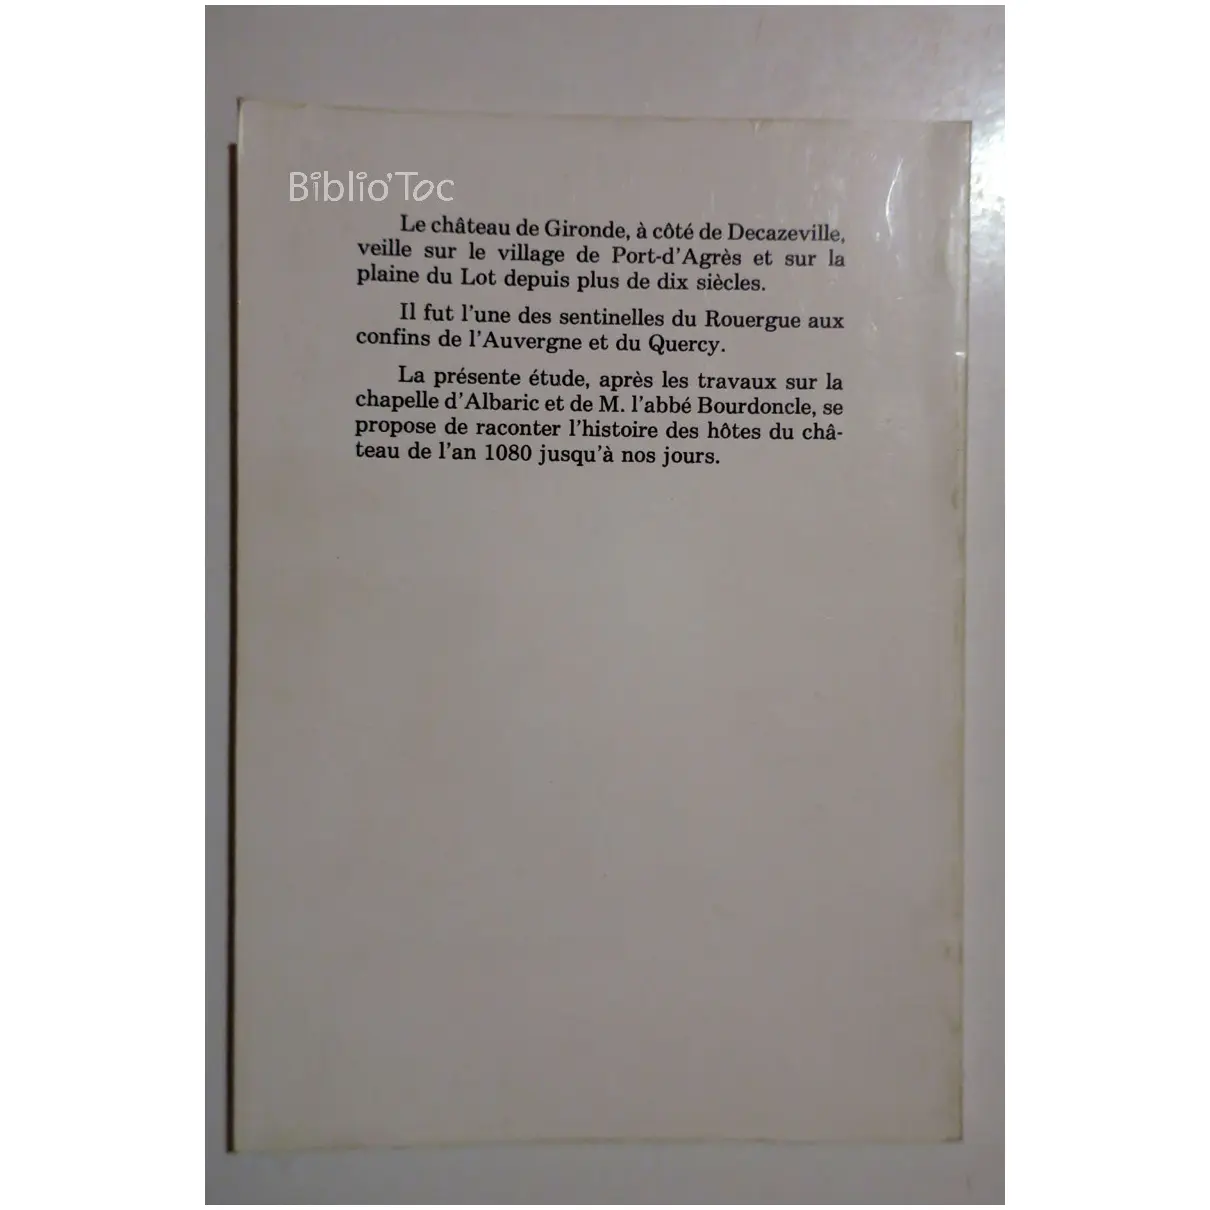 Biblio'Toc
Le château de Gironde, à côté de Decazeville,
veille sur le village de Port-d'Agrès et sur la
plaine du Lot depuis plus de dix siècles.
Il fut l'une des sentinelles du Rouergue aux
confins de l'Auvergne et du Quercy.
La présente étude, après les travaux sur la
chapelle d'Albaric et de M. l'abbé Bourdoncle, se
propose de raconter l'histoire des hôtes du châ-
teau de l'an 1080 jusqu'à nos jours.